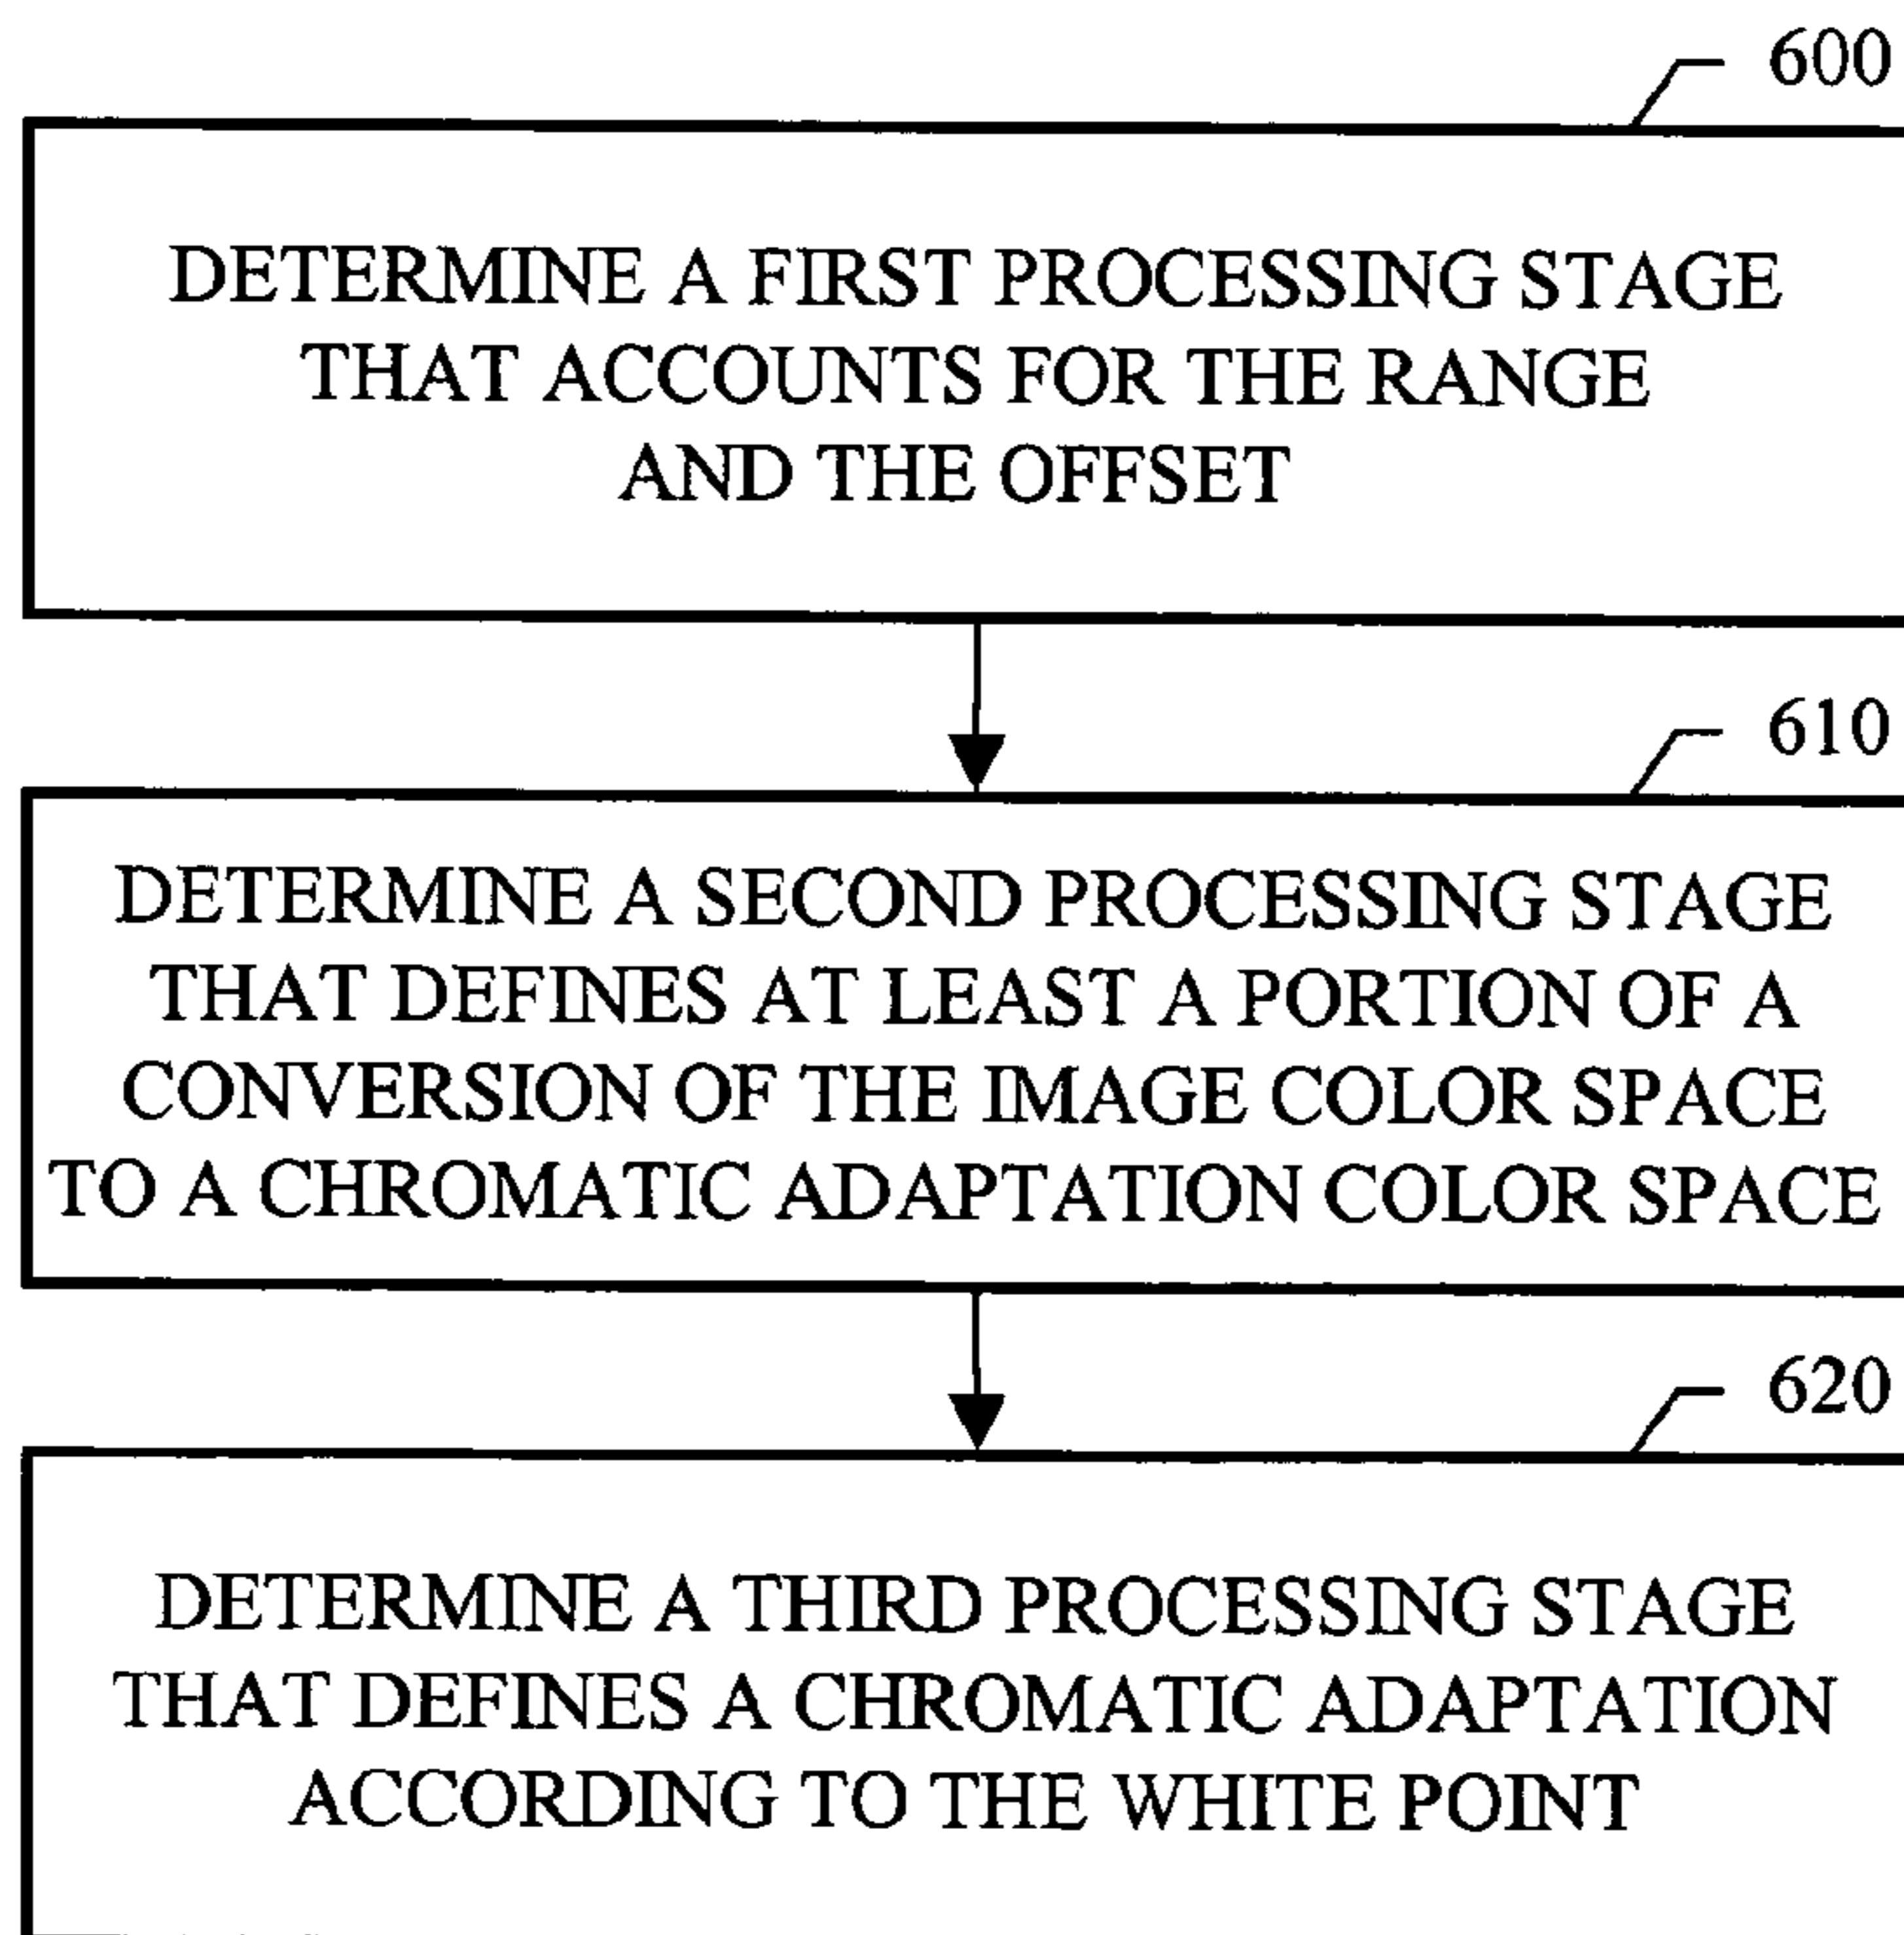 600
DETERMINE A FIRST PROCESSING STAGE
THAT ACCOUNTS FOR THE RANGE
AND THE OFFSET
610
DETERMINE A SECOND PROCESSING STAGE
THAT DEFINES AT LEAST A PORTION OF A
CONVERSION OF THE IMAGE COLOR SPACE
TO A CHROMATIC ADAPTATION COLOR SPACE
620
DETERMINE A THIRD PROCESSING STAGE
THAT DEFINES A CHROMATIC ADAPTATION
ACCORDING TO THE WHITE POINT